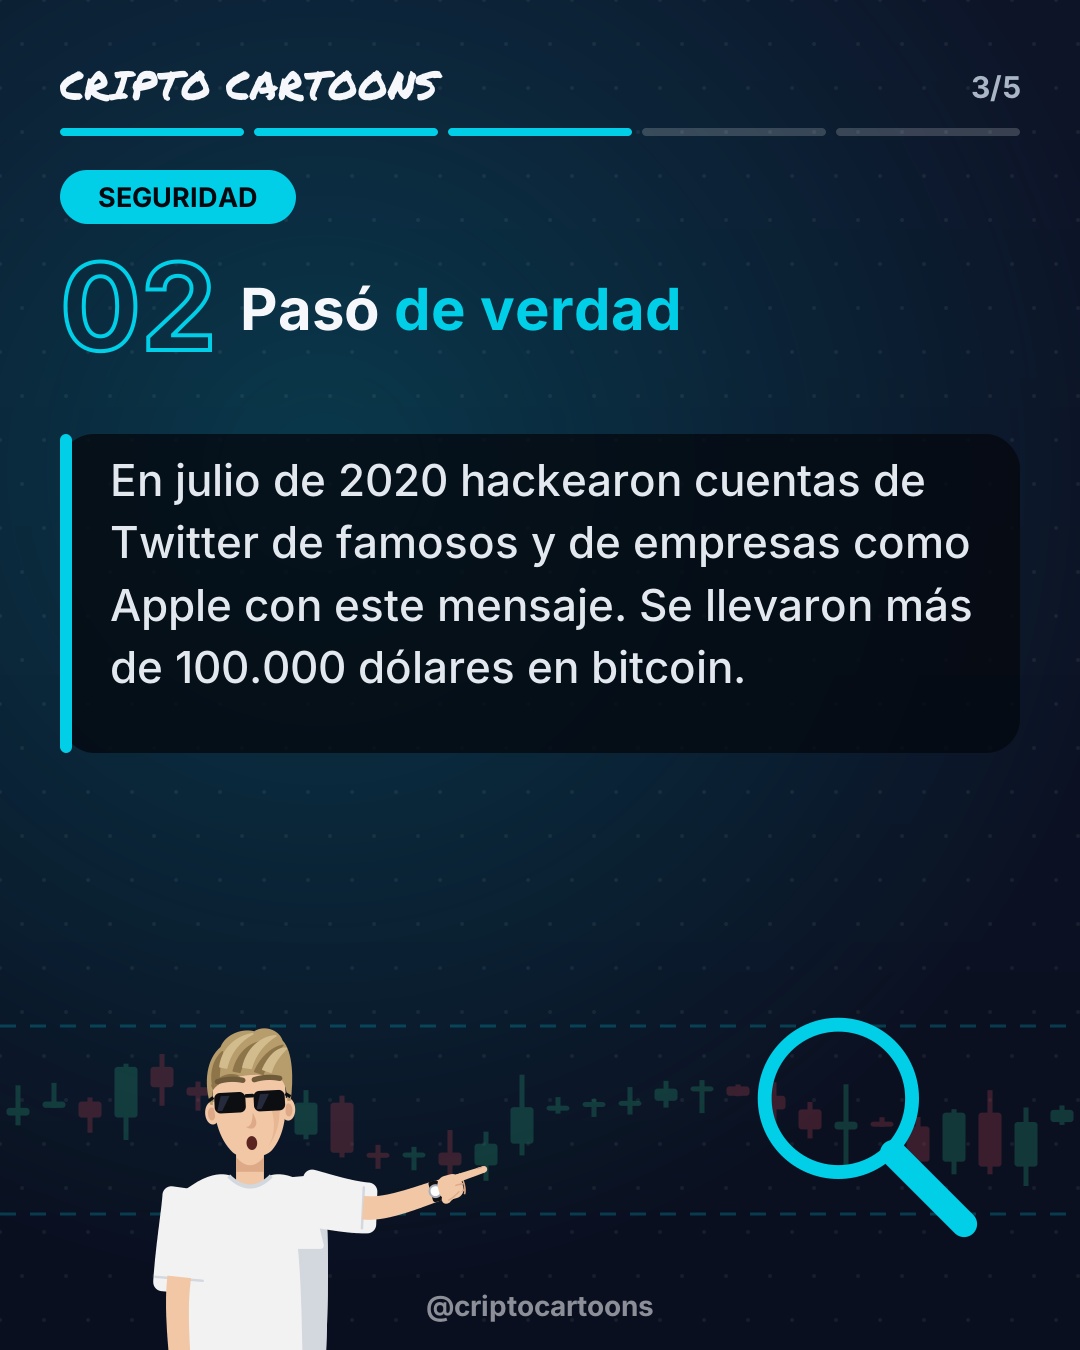 CRIPTO CARTOONS
3/5
SEGURIDAD
02 Pasó de verdad
En julio de 2020 hackearon cuentas de
Twitter de famosos y de empresas como
Apple con este mensaje. Se llevaron más
de 100.000 dólares en bitcoin.
@criptocartoons